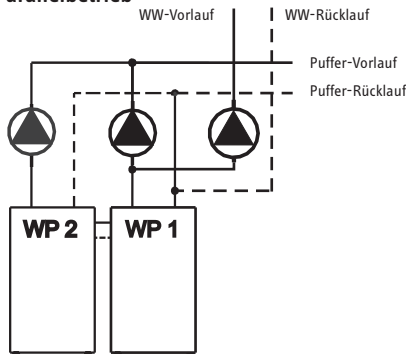 WW-Vorlauf WW-Rücklauf
Puffer-Vorlauf
Puffer-Rücklauf
WP 2 WP 1